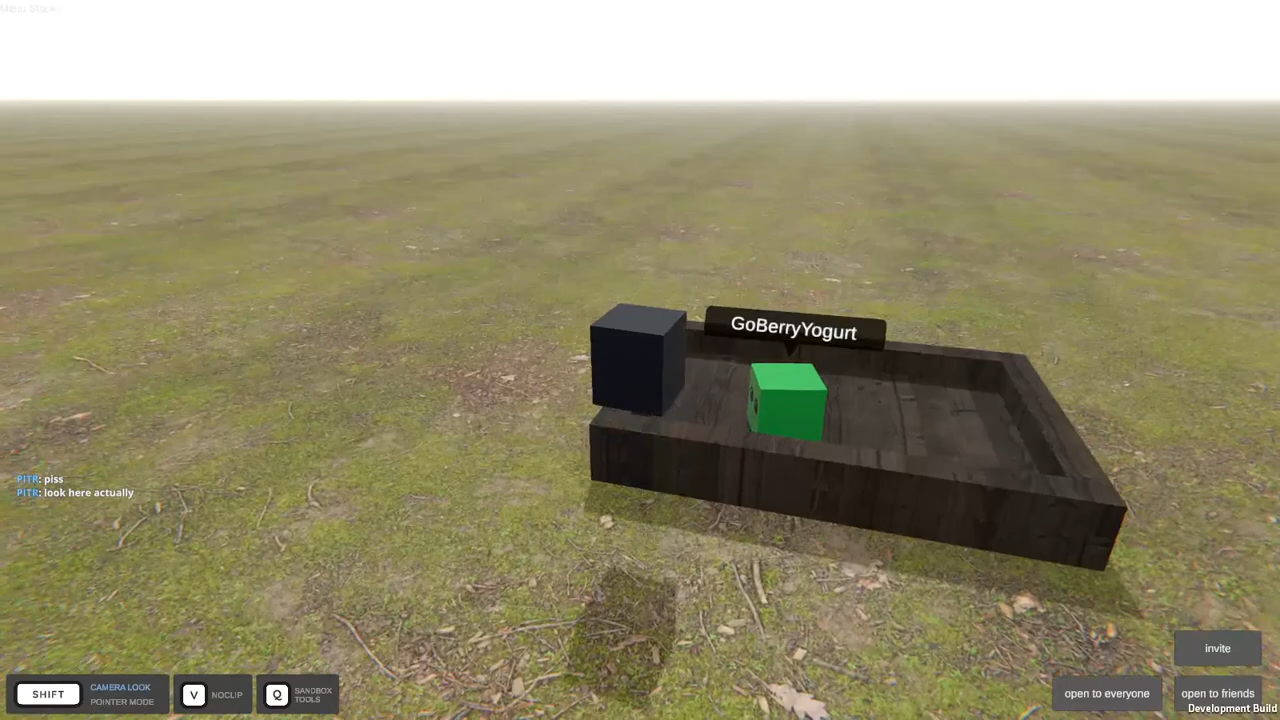 GoBerryYogurt
PITR: piss
PITR: look here actually
SHIFT
CAMERA LOOK
POINTER MODE
V
NOCLIP
Q
SANDBOX
TOOLS
invite
open to everyone
open to friends
Development Build